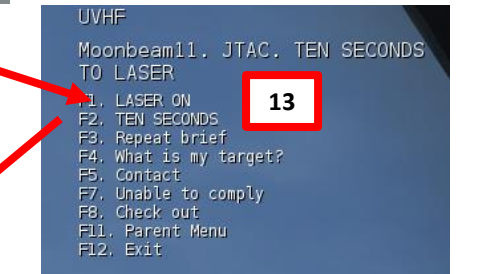 UVHF
Moonbeam11. JTAC. TEN SECONDS
TO LASER
F1. LASER ON
F2. TEN SECONDS
F3. Repeat brief
F4. What is my target?
F5. Contact
F7. Unable to comply
F8. Check out
F11. Parent Menu
F12. Exit
13